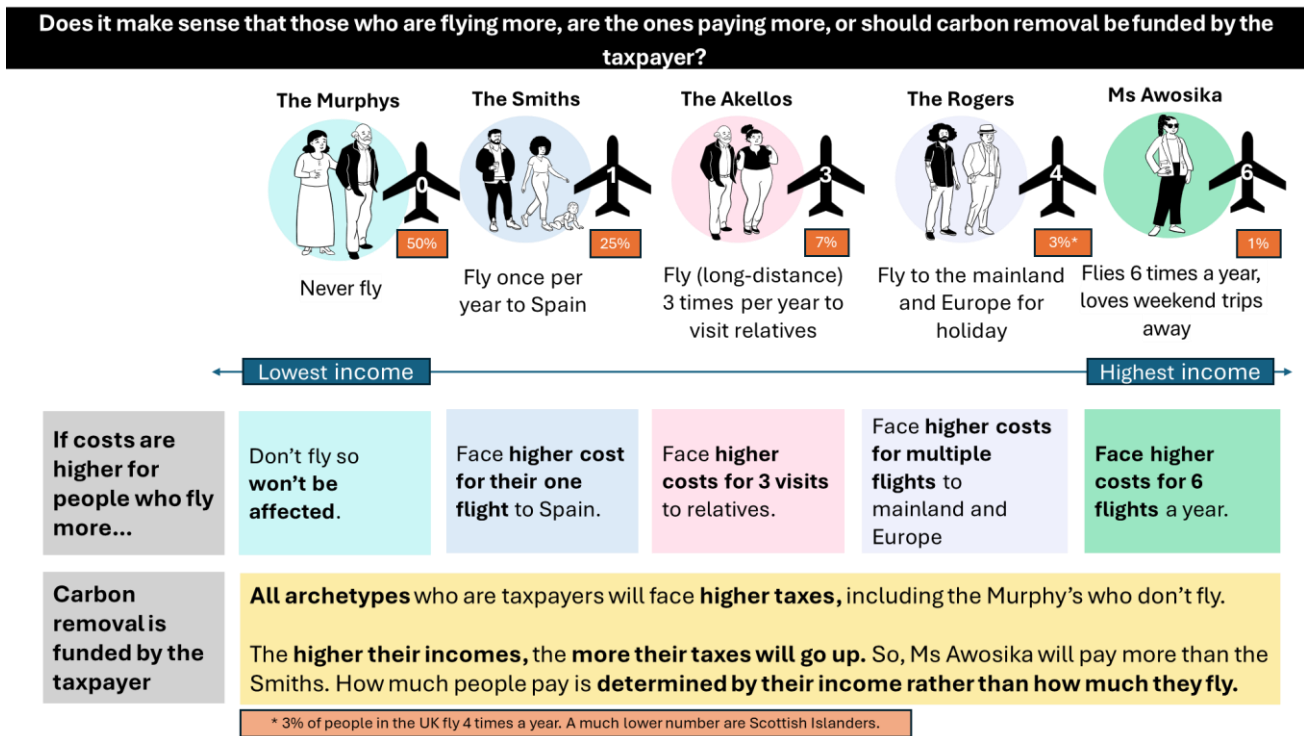 Does it make sense that those who are flying more, are the ones paying more, or should carbon removal be funded by the
taxpayer?
The Murphys
The Smiths
The Akellos
The Rogers
Ms Awosika
0
1
3
4
6
50%
25%
7%
3%*
1%
Never fly
Fly once per
year to Spain
Fly (long-distance)
3 times per year to
visit relatives
Fly to the mainland
and Europe for
holiday
Flies 6 times a year,
loves weekend trips
away
Lowest income
Highest income
If costs are
higher for
people who fly
more...
Don't fly so
won't be
affected.
Face higher cost
for their one
flight to Spain.
Face higher
costs for 3 visits
to relatives.
Face higher costs
for multiple
flights to
mainland and
Europe
Face higher
costs for 6
flights a year.
Carbon
removal is
funded by the
taxpayer
All archetypes who are taxpayers will face higher taxes, including the Murphy's who don't fly.
The higher their incomes, the more their taxes will go up. So, Ms Awosika will pay more than the
Smiths. How much people pay is determined by their income rather than how much they fly.
* 3% of people in the UK fly 4 times a year. A much lower number are Scottish Islanders.